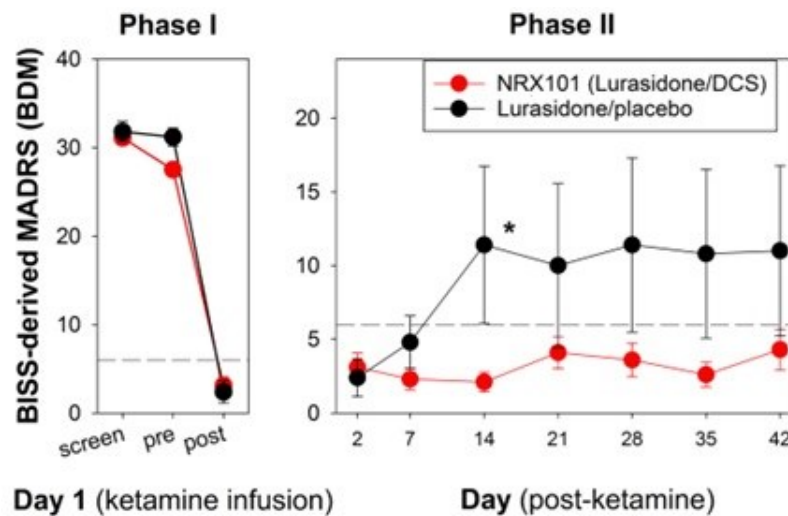 Phase I
Phase II
BISS-derived MADRS (BDM)
40
30
20
10
0
screen
pre
post
Day 1 (ketamine infusion)
NRX101 (Lurasidone/DCS)
Lurasidone/placebo
*
20
15
10
5
0
2 7 14 21 28 35 42
Day (post-ketamine)